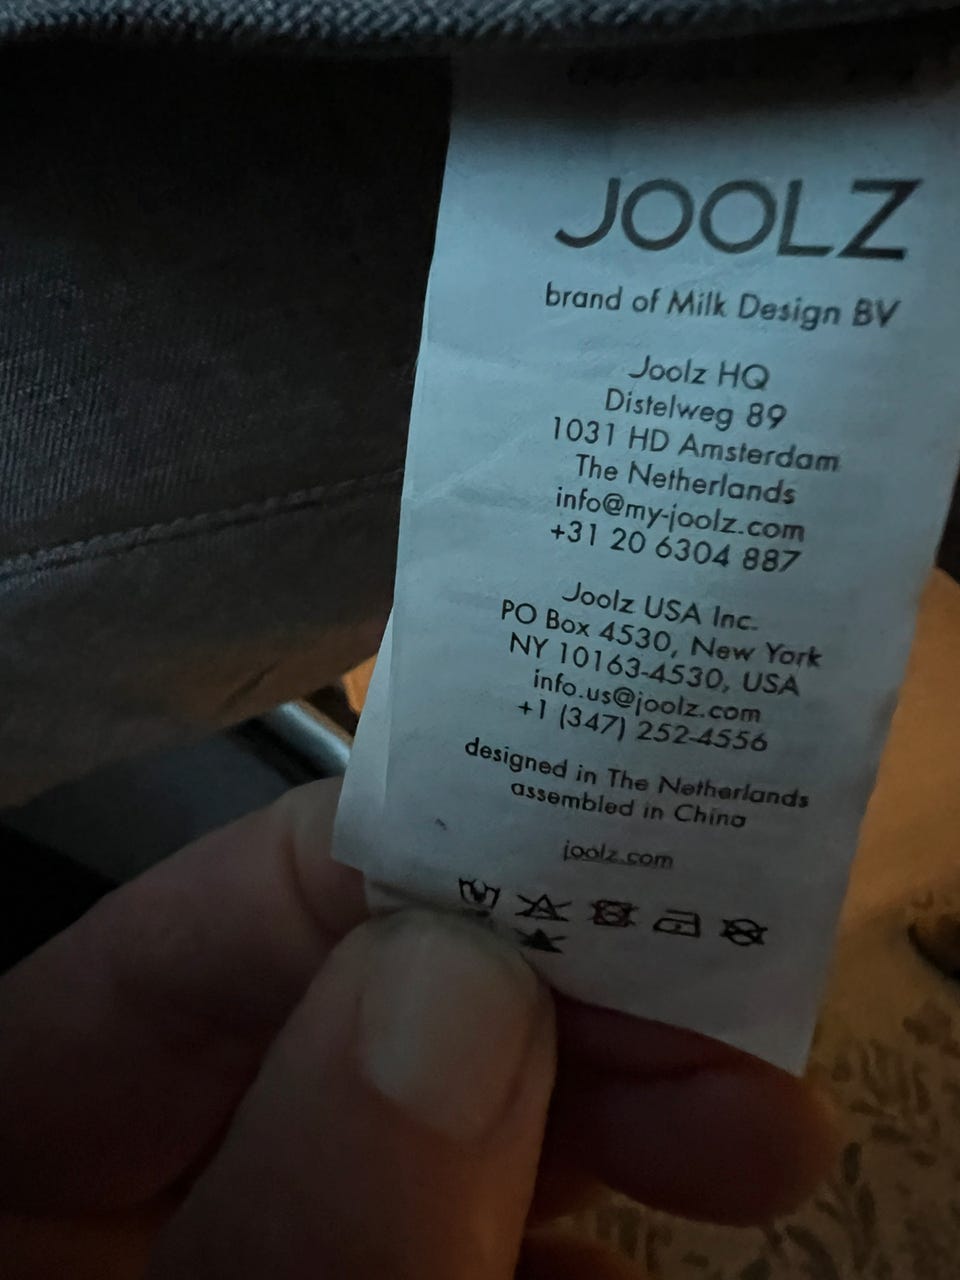 JOOLZ
brand of Milk Design BV
Joolz HQ
Distelweg 89
1031 HD Amsterdam
The Netherlands
info@my-joolz.com
+31 20 6304 887
Joolz USA Inc.
PO Box 4530, New York
NY 10163-4530, USA
info.us@joolz.com
+1 (347) 252-4556
designed in The Netherlands
assembled in China
joolz.com